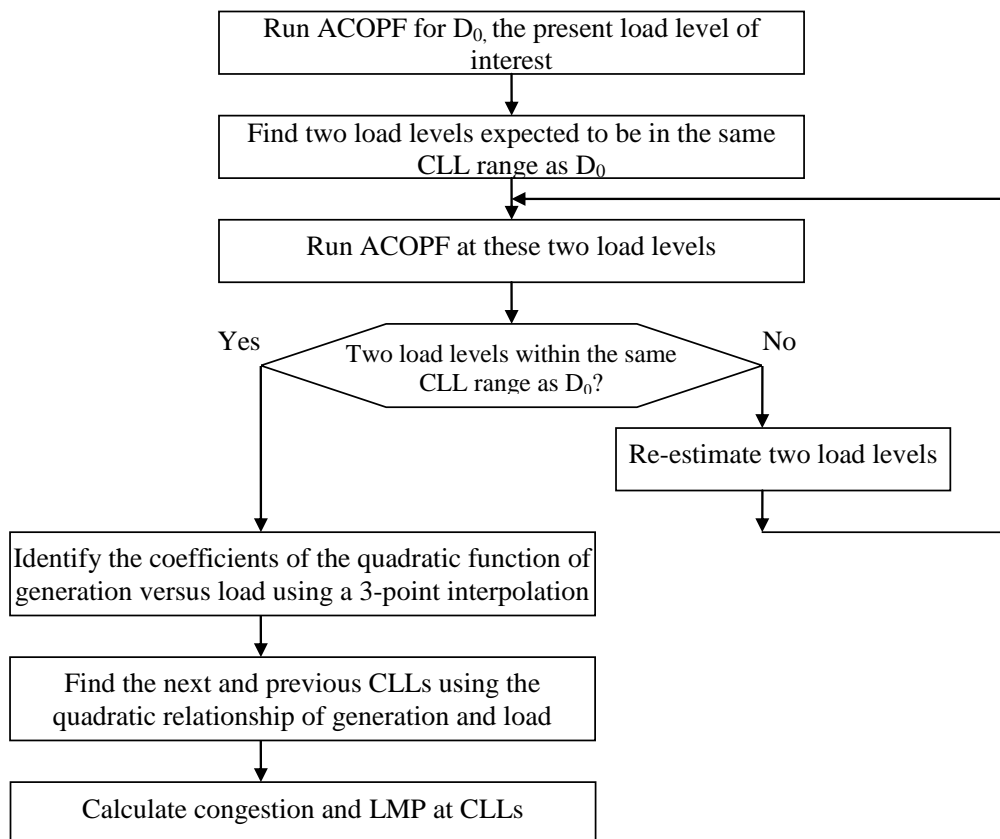 Run ACOPF for D₀, the present load level of
interest
Find two load levels expected to be in the same
CLL range as D₀
Run ACOPF at these two load levels
Yes
No
Two load levels within the same
CLL range as D₀?
Re-estimate two load levels
Identify the coefficients of the quadratic function of
generation versus load using a 3-point interpolation
Find the next and previous CLLs using the
quadratic relationship of generation and load
Calculate congestion and LMP at CLLs